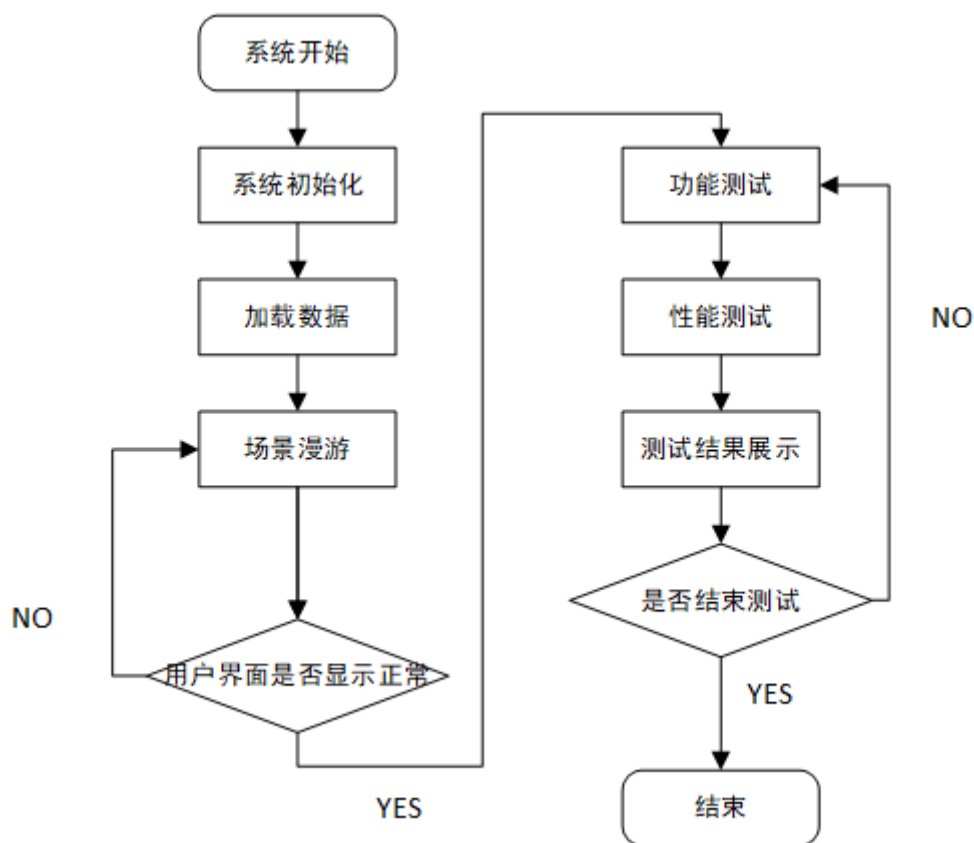 系统开始
系统初始化
加载数据
场景漫游
NO
用户界面是否显示正常
YES
功能测试
性能测试
NO
测试结果展示
是否结束测试
YES
结束